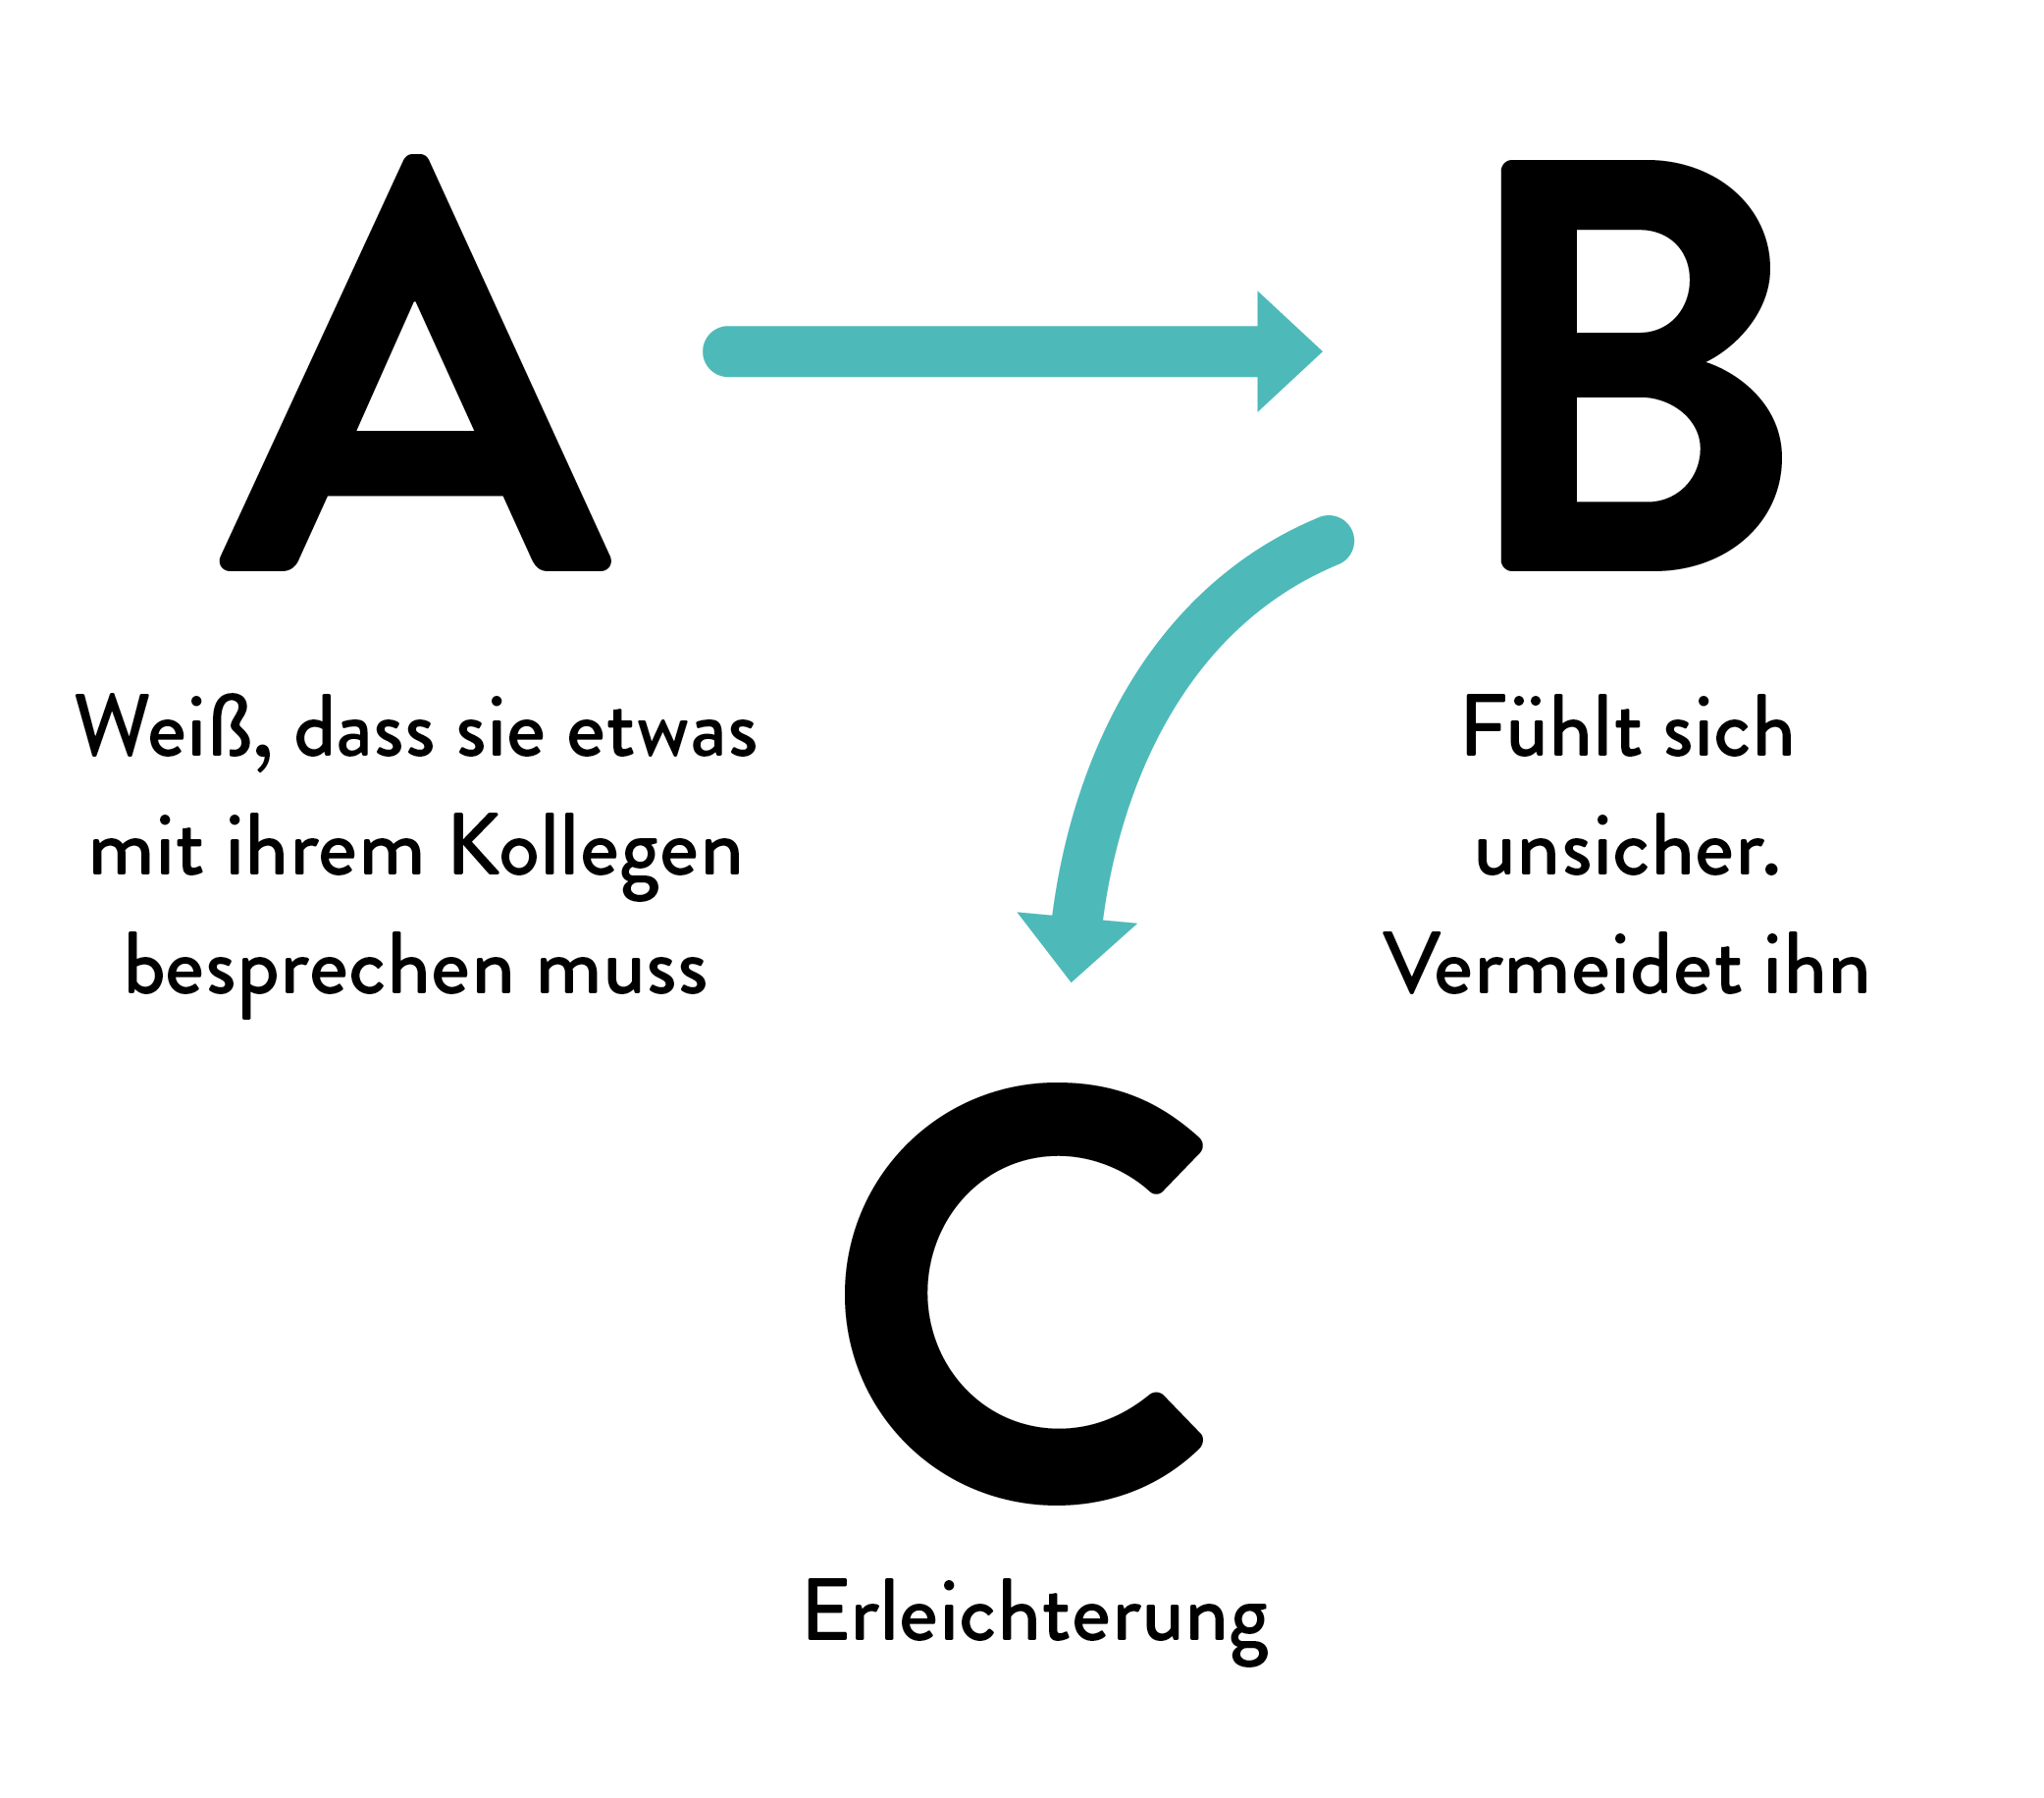 A
B
Weiß, dass sie etwas
mit ihrem Kollegen
besprechen muss
Fühlt sich
unsicher.
Vermeidet ihn
C
Erleichterung